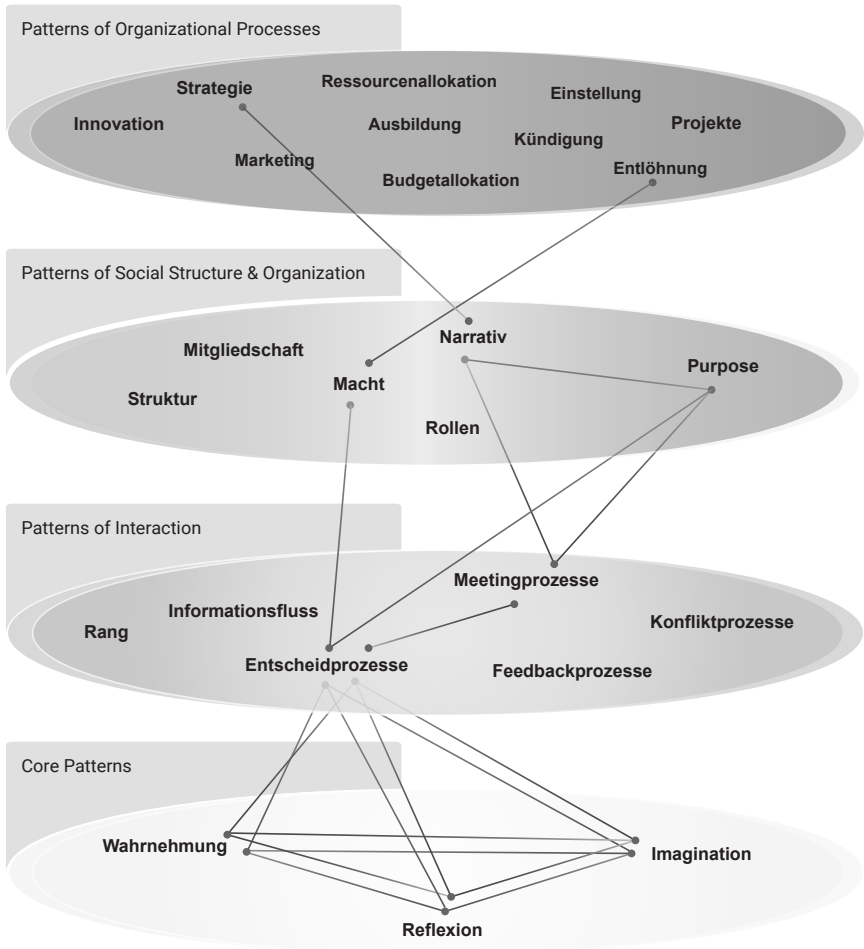 Patterns of Organizational Processes
Strategie
Ressourcenallokation
Einstellung
Innovation
Ausbildung
Kündigung
Projekte
Marketing
Budgetallokation
Entlöhnung
Patterns of Social Structure & Organization
Narrativ
Mitgliedschaft
Purpose
Macht
Struktur
Rollen
Patterns of Interaction
Meetingprozesse
Informationsfluss
Rang
Konfliktprozesse
Entscheidprozesse
Feedbackprozesse
Core Patterns
Wahrnehmung
Imagination
Reflexion